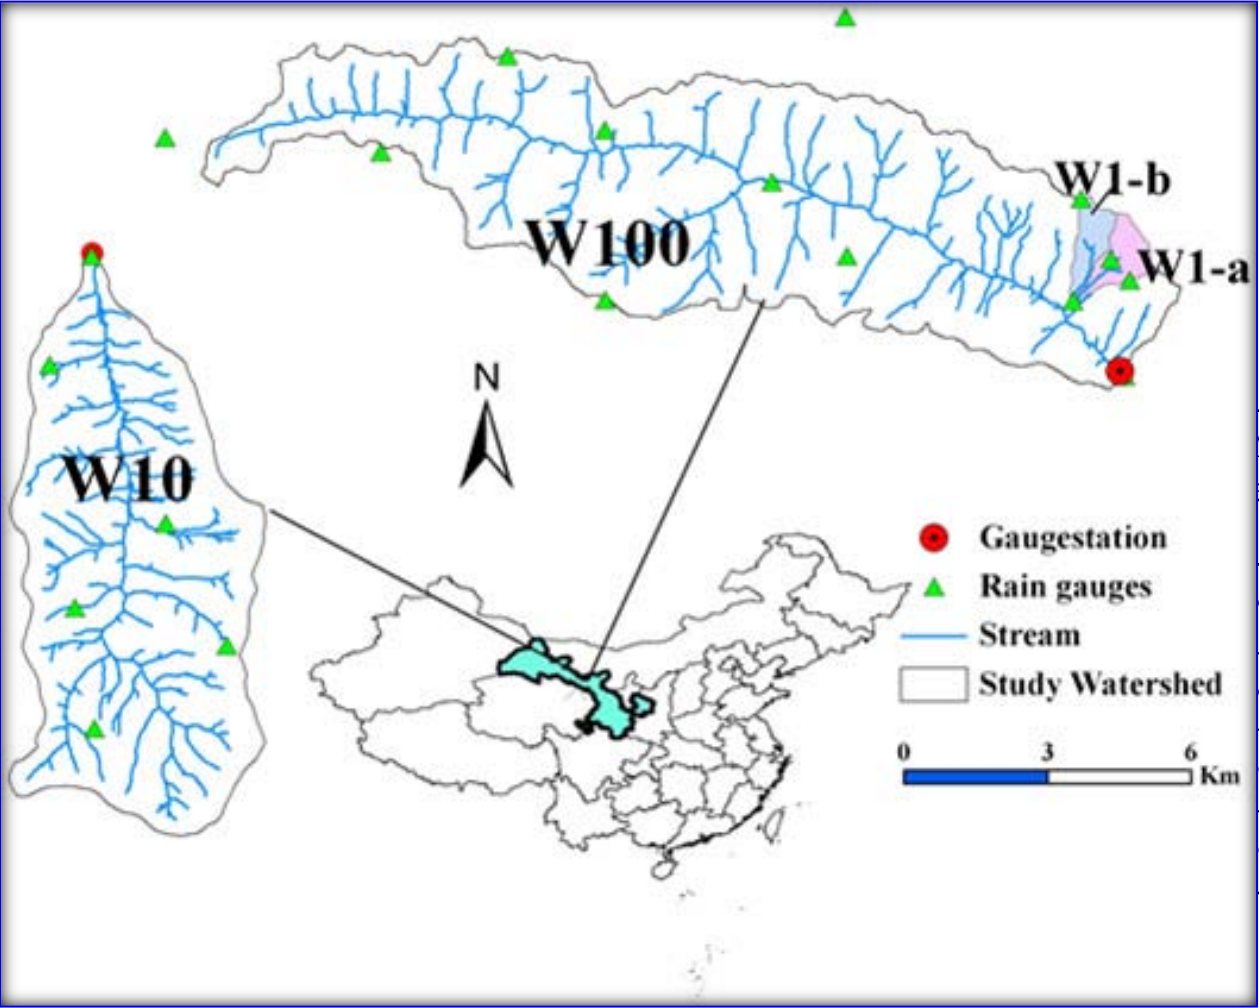 W1-b
W100
W1-a
N
W10
Gaugestation
Rain gauges
Stream
Study Watershed
0 3 6
Km